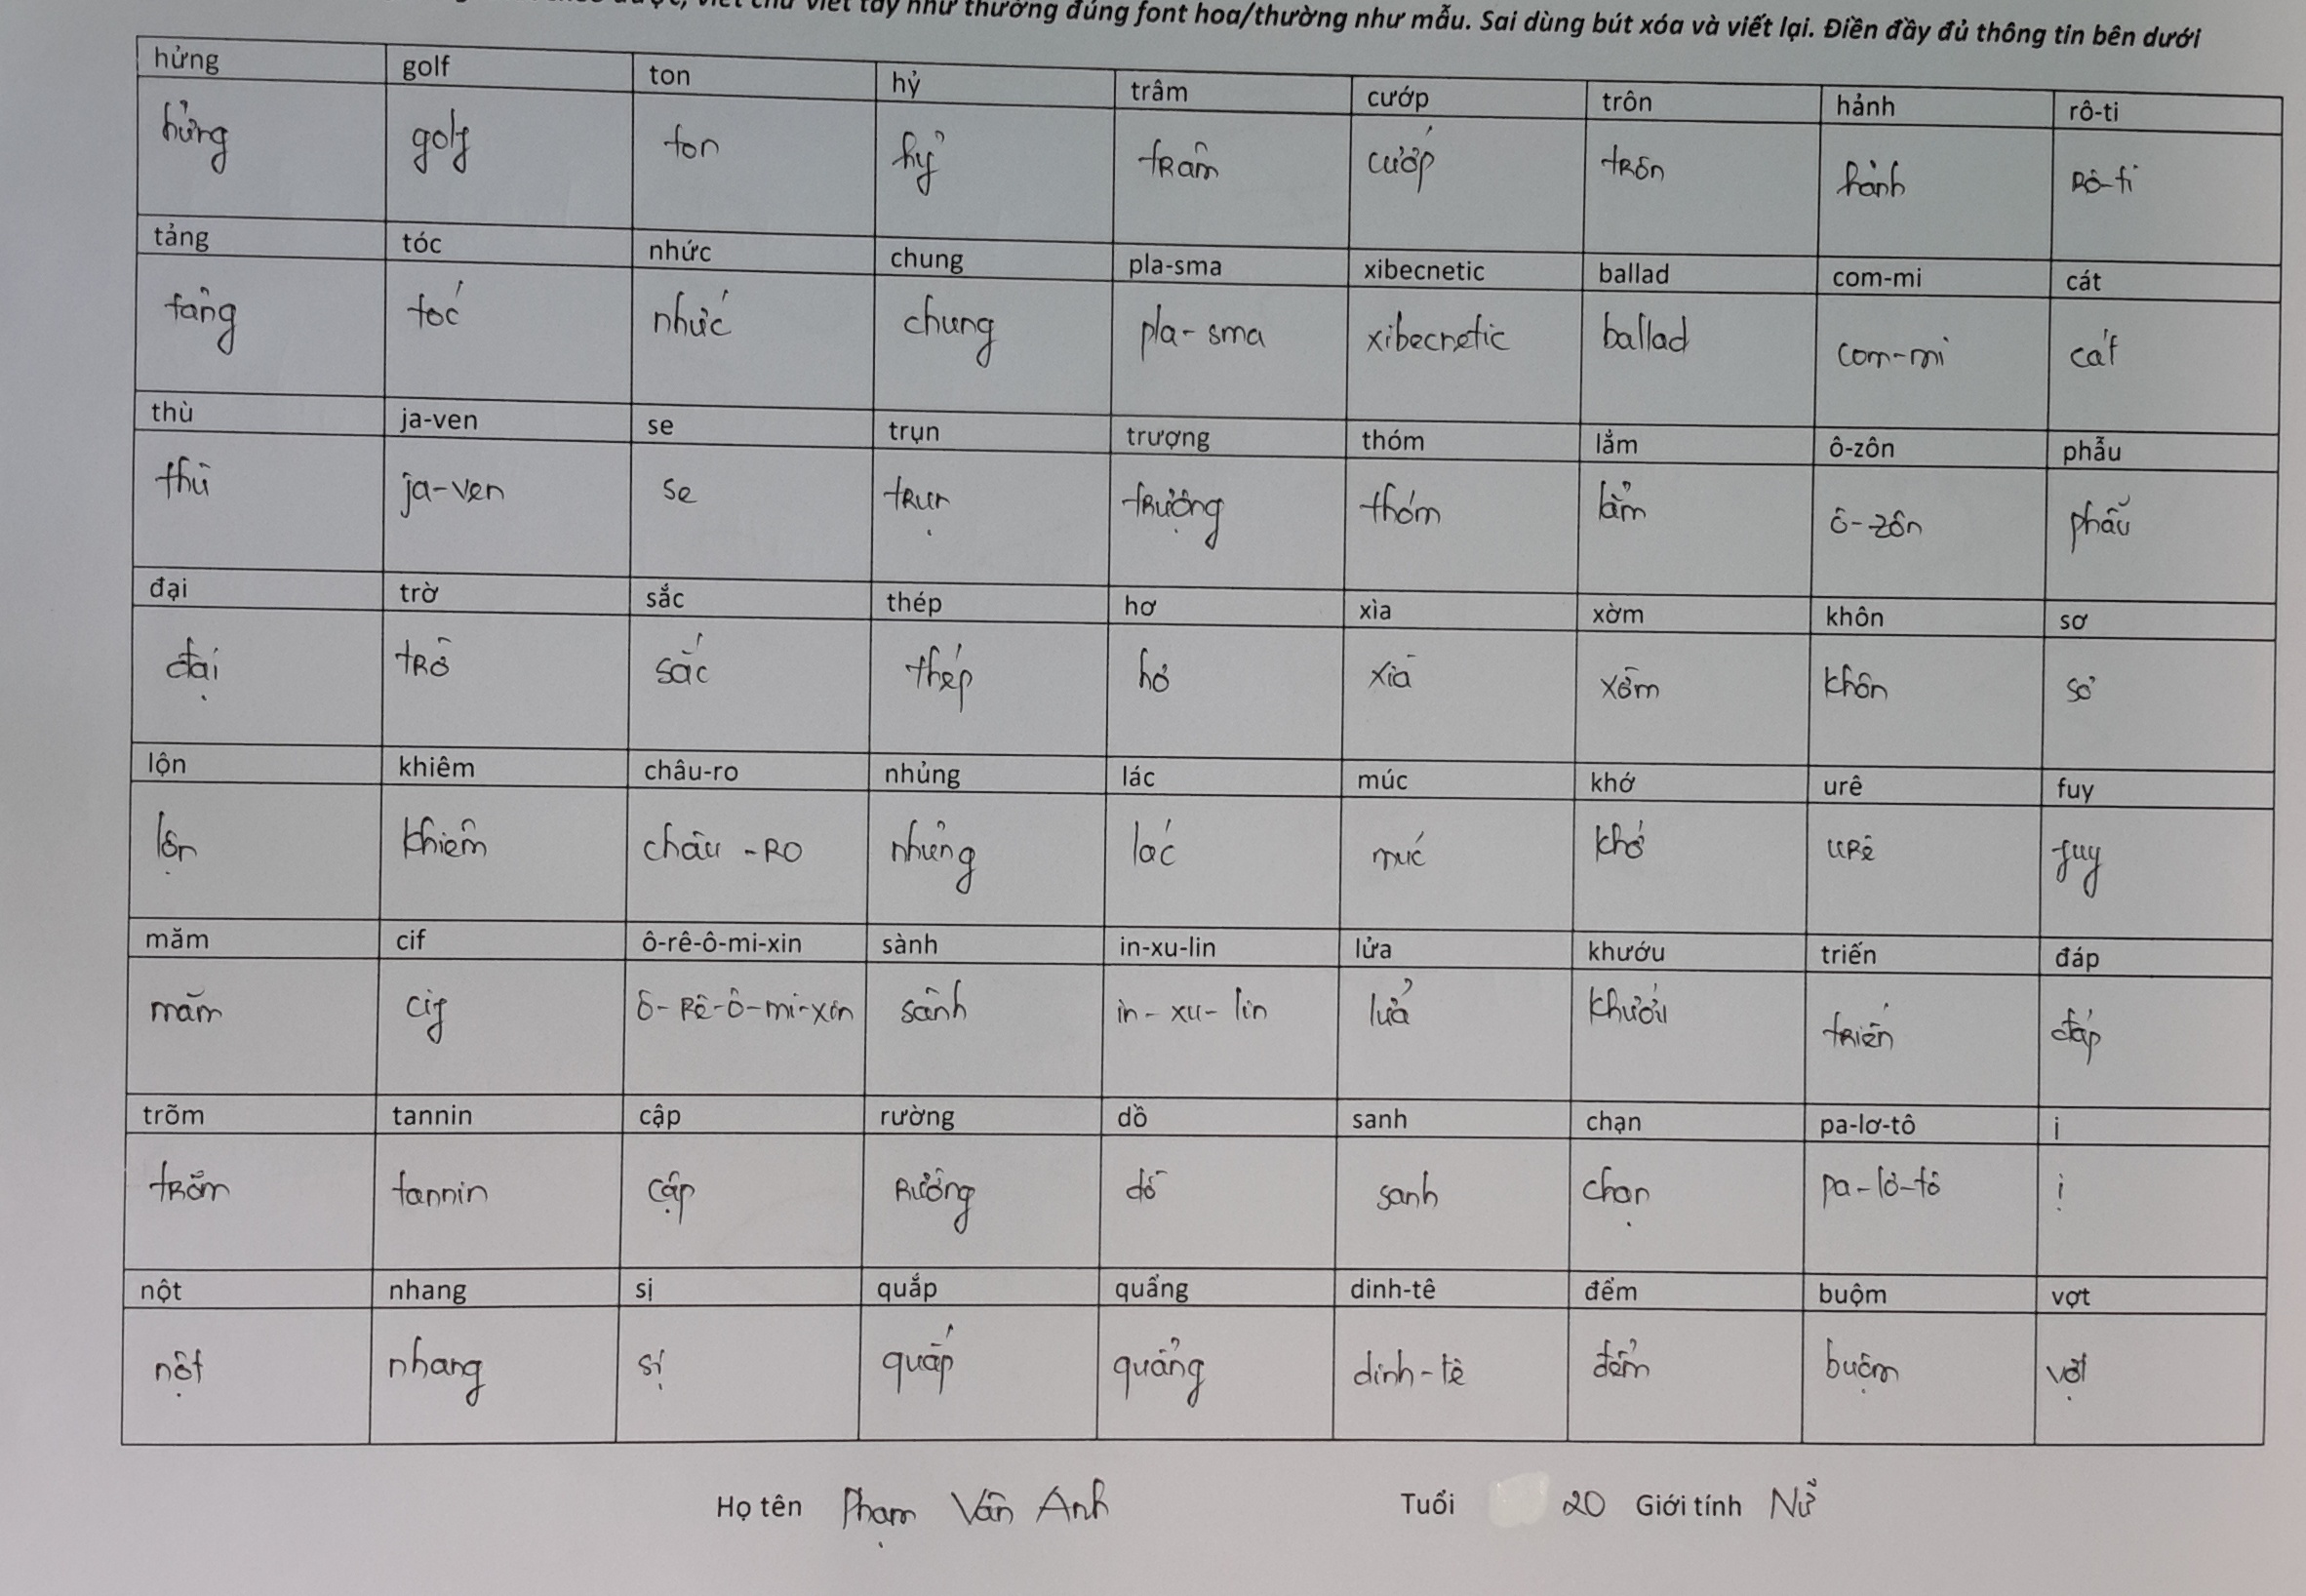 viết chữ viết tay như thường đúng font hoa/thường như mẫu. Sai dùng bút xóa và viết lại. Điền đầy đủ thông tin bên dưới
hửng golf ton hỷ trâm cướp trôn hảnh rô-ti
hửng golf ton hỷ trâm cướp trôn hảnh rô-ti
tảng tóc nhức chung pla-sma xibecnetic ballad com-mi cát
tảng tóc nhức chung pla-sma xibecnetic ballad com-mi cát
thù ja-ven se trụn trượng thóm lắm ô-zôn phẫu
thù ja-ven se trụn trượng thóm lẳm ô-zôn phẫu
đại trờ sắc thép hơ xìa xờm khôn sơ
đại trờ sắc thép hơ xìa xờm khôn sơ
lộn khiêm châu-ro nhủng lác múc khớ urê fuy
lộn khiêm châu-ro nhủng lác múc khớ urê fuy
măm cif ô-rê-ô-mi-xin sành in-xu-lin lửa khướu triến đáp
măm cif ô-rê-ô-mi-xin sành in-xu-lin lửa khướu triến đáp
trõm tannin cập rường dồ sanh chạn pa-lơ-tô ị
trõm tannin cập rường dồ sanh chạn pa-lơ-tô ị
nột nhang sị quắp quẩng dinh-tê đểm buộm vợt
nột nhang sị quắp quẩng dinh-tê đểm buộm vợt
Họ tên Phạm Vân Anh Tuổi 20 Giới tính Nữ